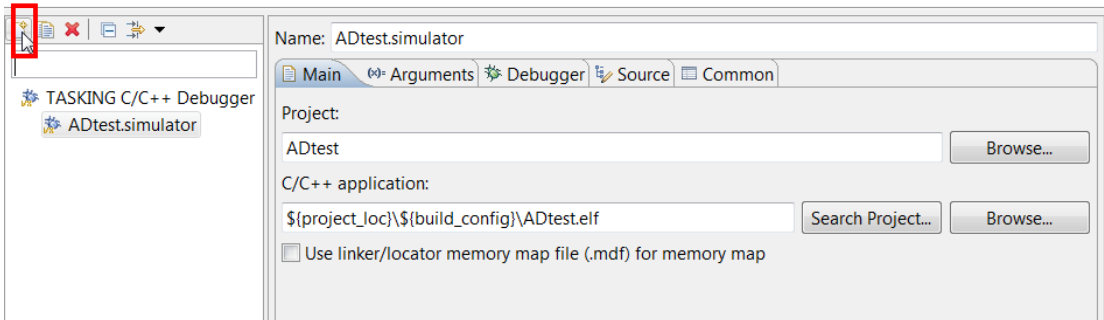 Name: ADtest.simulator
Main (x)= Arguments Debugger Source Common
TASKING C/C++ Debugger
ADtest.simulator
Project:
ADtest Browse...
C/C++ application:
${project_loc}\${build_config}\ADtest.elf Search Project... Browse...
Use linker/locator memory map file (.mdf) for memory map